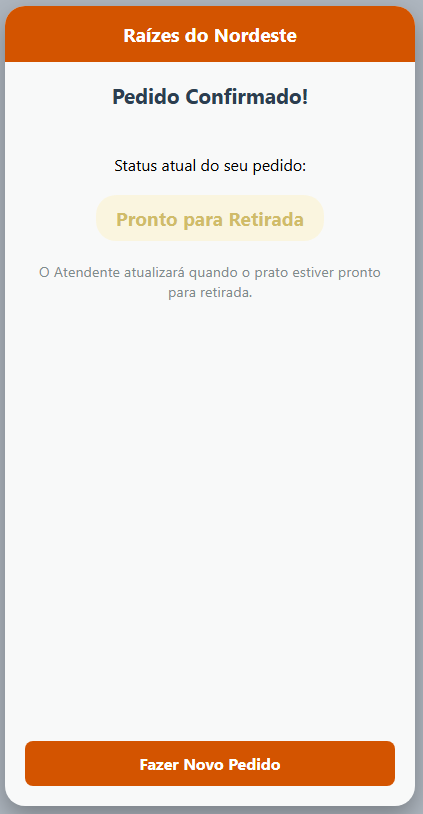 Raízes do Nordeste
Pedido Confirmado!
Status atual do seu pedido:
Pronto para Retirada
O Atendente atualizará quando o prato estiver pronto
para retirada.
Fazer Novo Pedido